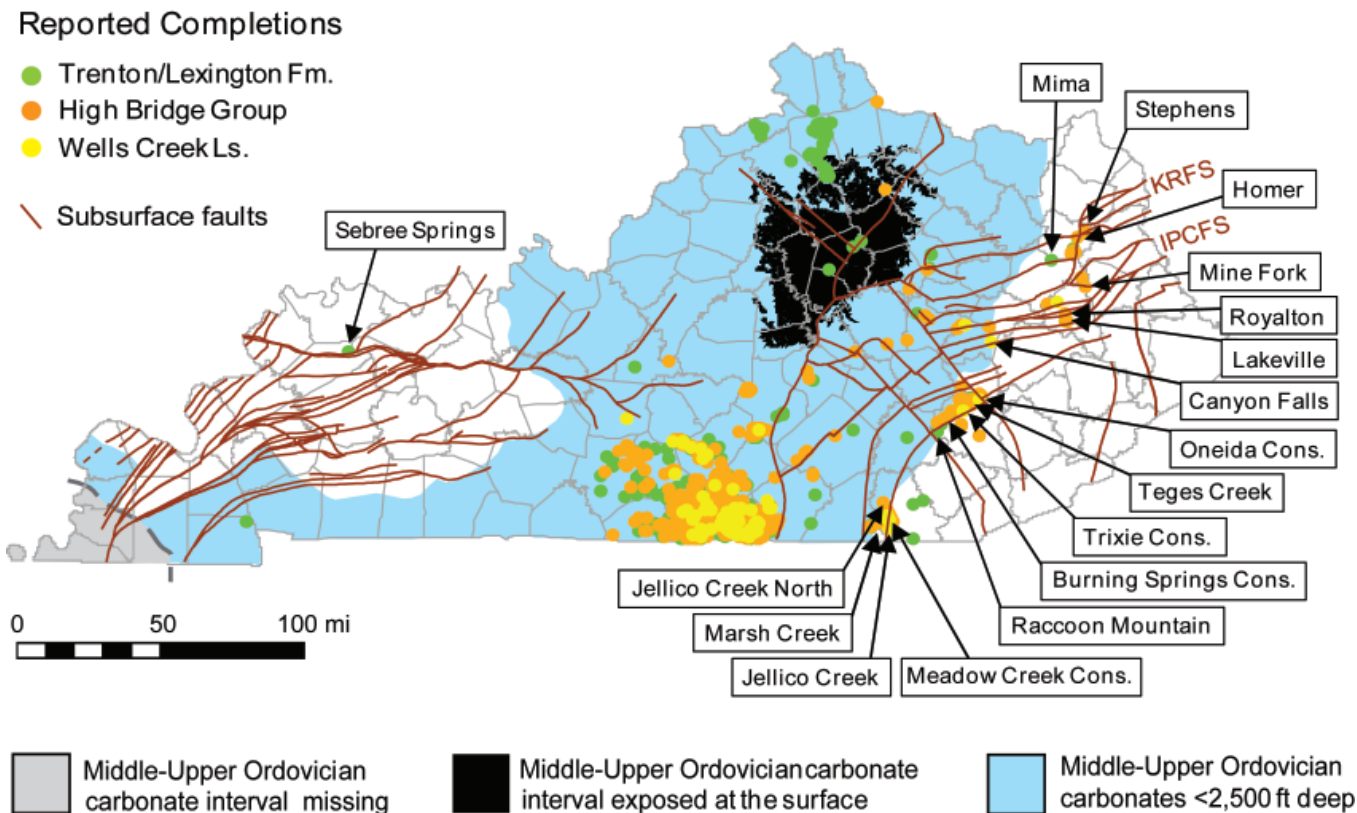 Reported Completions
Trenton/Lexington Fm.
High Bridge Group
Wells Creek Ls.
Subsurface faults
Sebree Springs
Mima
Stephens
KRFS
Homer
IPCFS
Mine Fork
Royalton
Lakeville
Canyon Falls
Oneida Cons.
Teges Creek
Trixie Cons.
Burning Springs Cons.
Raccoon Mountain
Jellico Creek North
Marsh Creek
Jellico Creek
Meadow Creek Cons.
0 50 100 mi
Middle-Upper Ordovician
carbonate interval missing
Middle-Upper Ordovician carbonate
interval exposed at the surface
Middle-Upper Ordovician
carbonates <2,500 ft deep